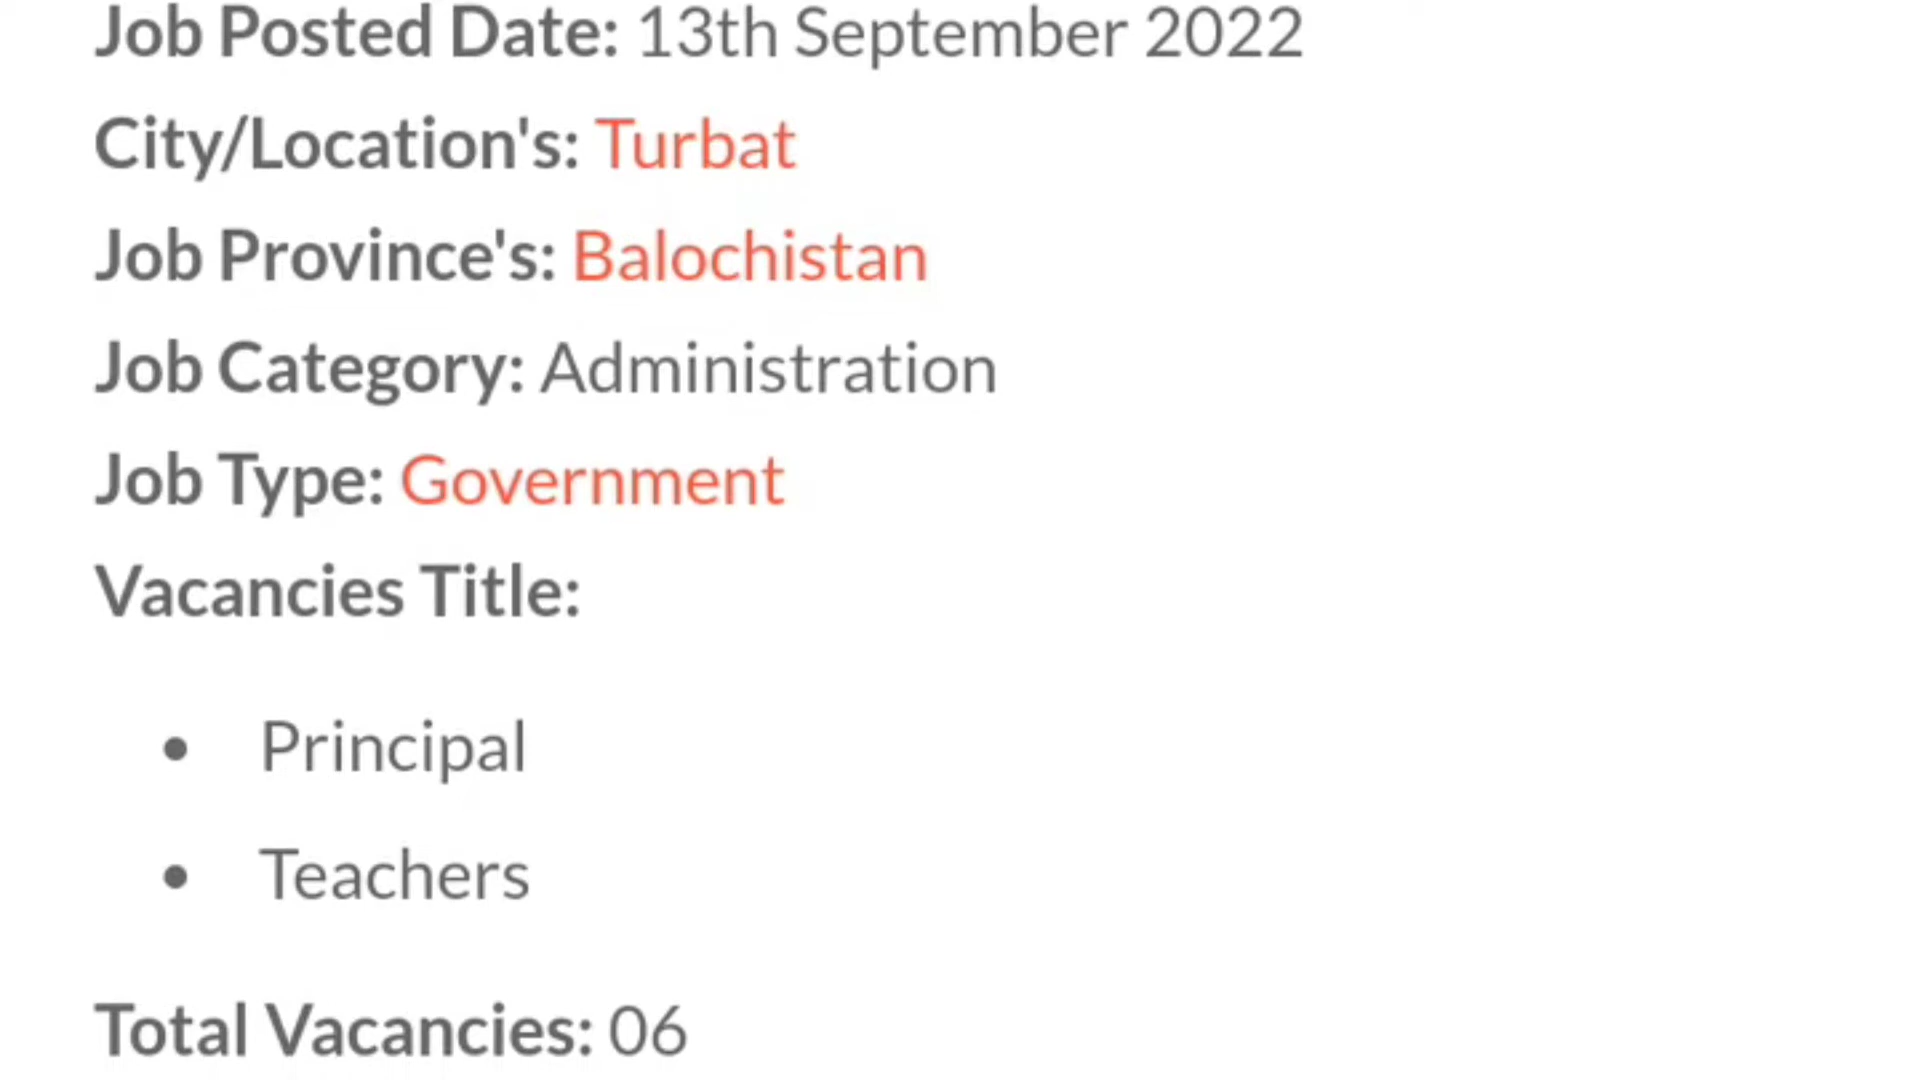 Job Posted Date: 13th September 2022
City/Location's: Turbat
Job Province's: Balochistan
Job Category: Administration
Job Type: Government
Vacancies Title:
• Principal
• Teachers
Total Vacancies: 06